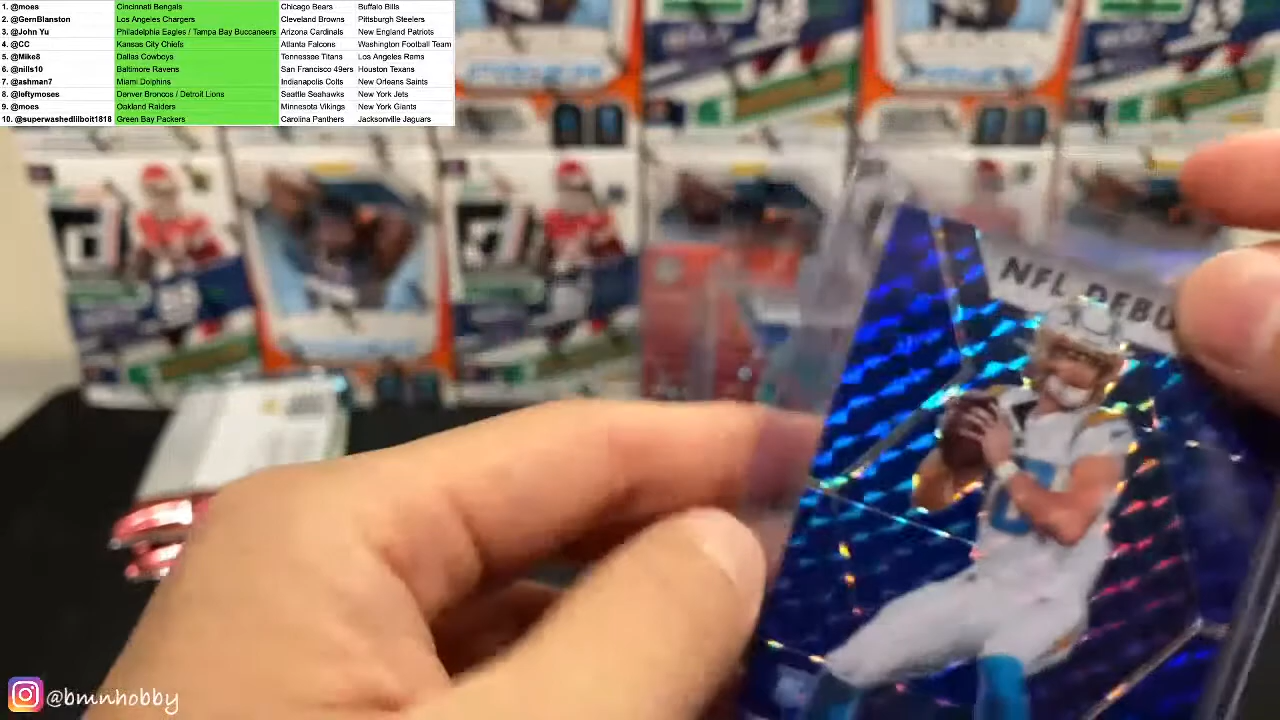 1. @moes Cincinnati Bengals Chicago Bears Buffalo Bills
2. @GernBlanston Los Angeles Chargers Cleveland Browns Pittsburgh Steelers
3. @John Yu Philadelphia Eagles / Tampa Bay Buccaneers Arizona Cardinals New England Patriots
4. @CC Kansas City Chiefs Atlanta Falcons Washington Football Team
5. @Mike8 Dallas Cowboys Tennessee Titans Los Angeles Rams
6. @nills10 Baltimore Ravens San Francisco 49ers Houston Texans
7. @ashman7 Miami Dolphins Indianapolis Colts New Orleans Saints
8. @leftymoses Denver Broncos / Detroit Lions Seattle Seahawks New York Jets
9. @moes Oakland Raiders Minnesota Vikings New York Giants
10. @superwashedlilboit1818 Green Bay Packers Carolina Panthers Jacksonville Jaguars
NFL DEBU
@bmnhobby